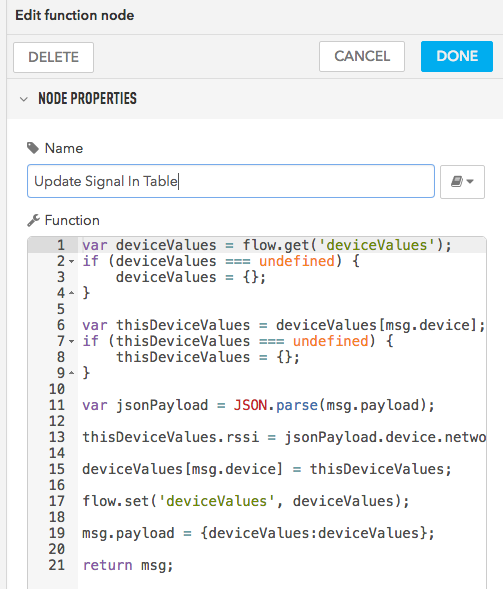 Edit function node
DELETE
CANCEL
DONE
NODE PROPERTIES
Name
Update Signal In Table
Function
1 var deviceValues = flow.get('deviceValues');
2 if (deviceValues === undefined) {
3     deviceValues = {};
4 }
5
6 var thisDeviceValues = deviceValues[msg.device];
7 if (thisDeviceValues === undefined) {
8     thisDeviceValues = {};
9 }
10
11 var jsonPayload = JSON.parse(msg.payload);
12
13 thisDeviceValues.rssi = jsonPayload.device.netwo
14
15 deviceValues[msg.device] = thisDeviceValues;
16
17 flow.set('deviceValues', deviceValues);
18
19 msg.payload = {deviceValues:deviceValues};
20
21 return msg;